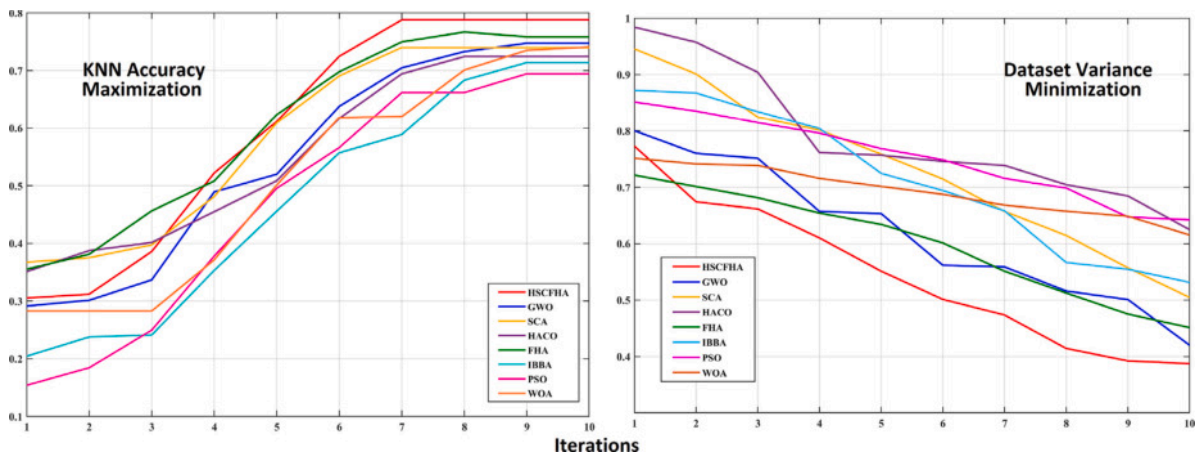 0.8
0.7
0.6
0.5
0.4
0.3
0.2
0.1
KNN Accuracy
Maximization
HSCFHA
GWO
SCA
HACO
FHA
IBBA
PSO
WOA
1 2 3 4 5 6 7 8 9 10
1
0.9
0.8
0.7
0.6
0.5
0.4
Dataset Variance
Minimization
HSCFHA
GWO
SCA
HACO
FHA
IBBA
PSO
WOA
1 2 3 4 5 6 7 8 9 10
Iterations